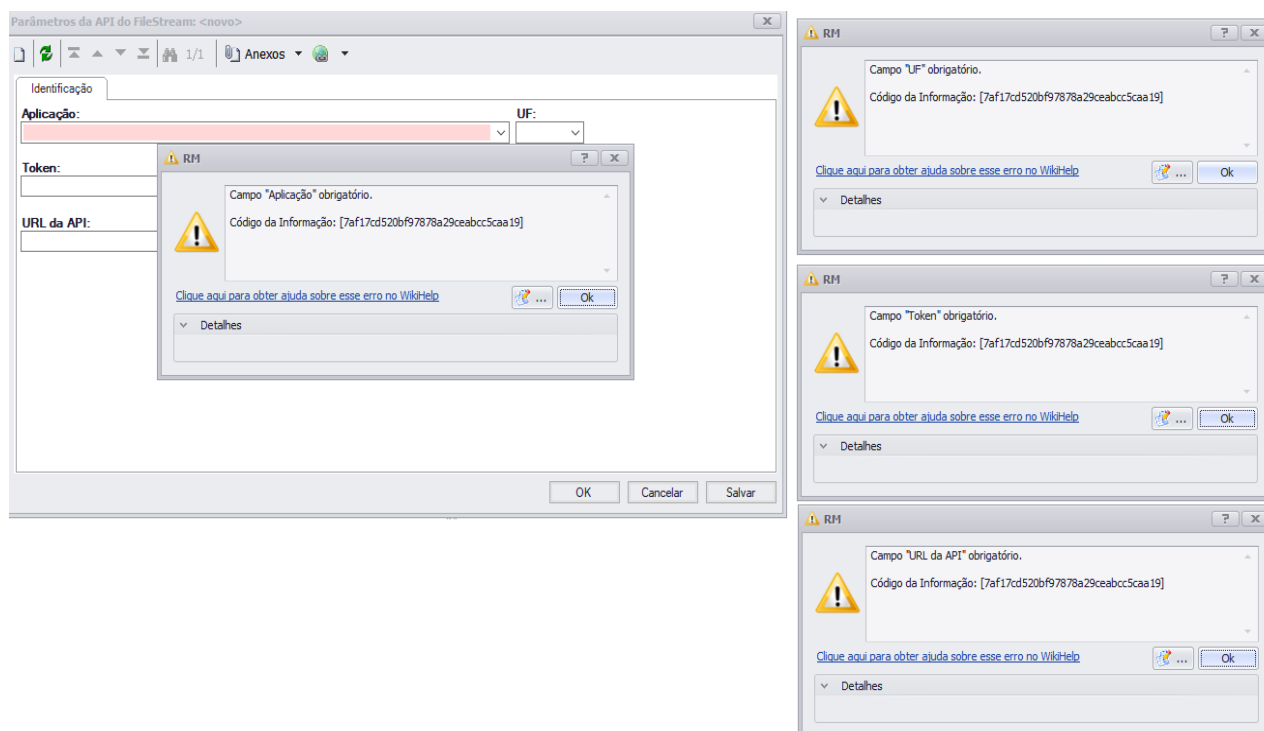 Parâmetros da API do FileStream: <novo>
1/1 Anexos
Identificação
Aplicação: UF:
Token:
URL da API:
RM
Campo "Aplicação" obrigatório.
Código da Informação: [7af17cd520bf97878a29ceabcc5caa19]
Clique aqui para obter ajuda sobre esse erro no WikiHelp ... Ok
Detalhes
OK Cancelar Salvar
RM
Campo "UF" obrigatório.
Código da Informação: [7af17cd520bf97878a29ceabcc5caa19]
Clique aqui para obter ajuda sobre esse erro no WikiHelp ... Ok
Detalhes
RM
Campo "Token" obrigatório.
Código da Informação: [7af17cd520bf97878a29ceabcc5caa19]
Clique aqui para obter ajuda sobre esse erro no WikiHelp ... Ok
Detalhes
RM
Campo "URL da API" obrigatório.
Código da Informação: [7af17cd520bf97878a29ceabcc5caa19]
Clique aqui para obter ajuda sobre esse erro no WikiHelp ... Ok
Detalhes